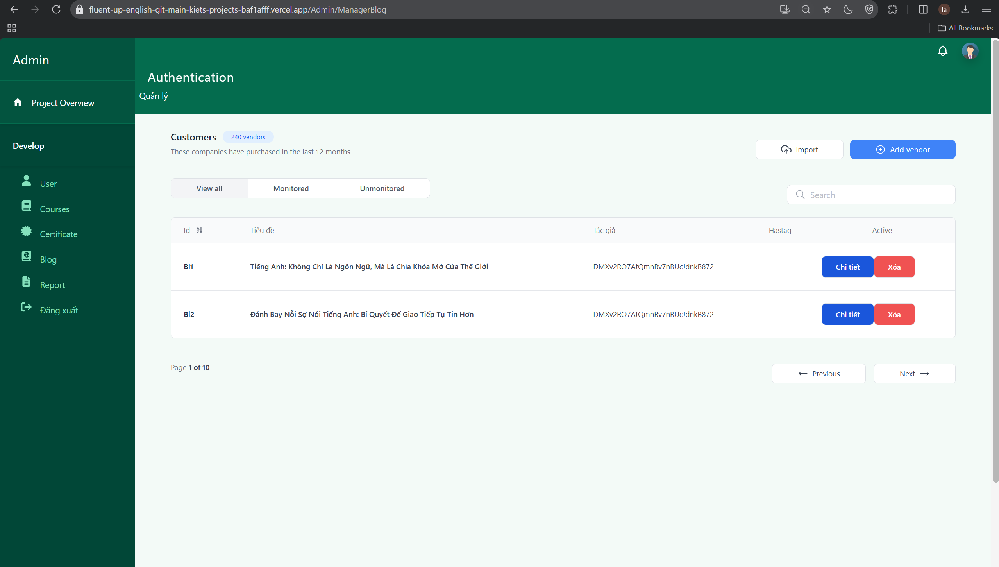 fluent-up-english-git-main-kiets-projects-baf1afff.vercel.app/Admin/ManagerBlog
la
All Bookmarks
Admin
Authentication
Quản lý
Project Overview
Develop
User
Courses
Certificate
Blog
Report
Đăng xuất
Customers 240 vendors
These companies have purchased in the last 12 months.
Import Add vendor
View all Monitored Unmonitored
Search
Id Tiêu đề Tác giả Hastag Active
Bl1 Tiếng Anh: Không Chỉ Là Ngôn Ngữ, Mà Là Chìa Khóa Mở Cửa Thế Giới DMXv2RO7AtQmnBv7nBUcJdnkB872 Chi tiết Xóa
Bl2 Đánh Bay Nỗi Sợ Nói Tiếng Anh: Bí Quyết Để Giao Tiếp Tự Tin Hơn DMXv2RO7AtQmnBv7nBUcJdnkB872 Chi tiết Xóa
Page 1 of 10
Previous Next